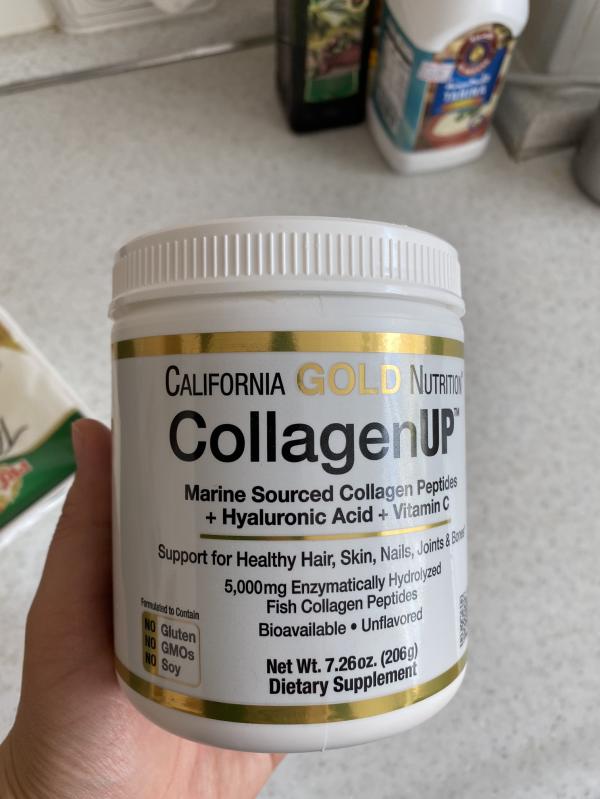 CALIFORNIA GOLD NUTRITION
CollagenUP™
Marine Sourced Collagen Peptides
+ Hyaluronic Acid + Vitamin C
Support for Healthy Hair, Skin, Nails, Joints & Bones
5,000mg Enzymatically Hydrolyzed
Fish Collagen Peptides
Bioavailable • Unflavored
Formulated to Contain
NO Gluten
NO GMOs
NO Soy
Net Wt. 7.26oz. (206g)
Dietary Supplement